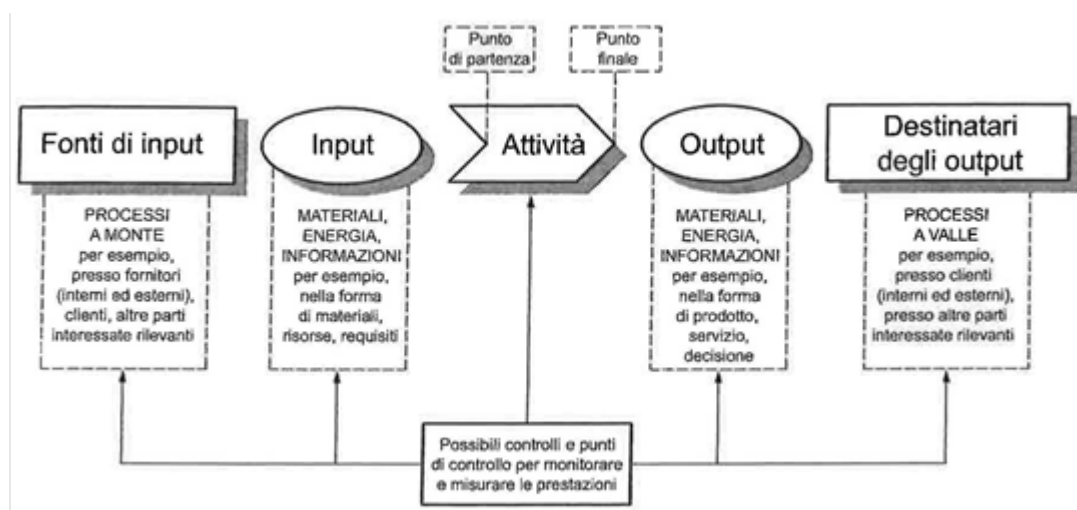 Punto
di partenza
Punto
finale
Fonti di input
Input
Attività
Output
Destinatari
degli output
PROCESSI
A MONTE
per esempio,
presso fornitori
(interni ed esterni),
clienti, altre parti
interessate rilevanti
MATERIALI,
ENERGIA,
INFORMAZIONI
per esempio,
nella forma
di materiali,
risorse, requisiti
MATERIALI,
ENERGIA,
INFORMAZIONI
per esempio,
nella forma
di prodotto,
servizio,
decisione
PROCESSI
A VALLE
per esempio,
presso clienti
(interni ed esterni),
presso altre parti
interessate rilevanti
Possibili controlli e punti
di controllo per monitorare
e misurare le prestazioni